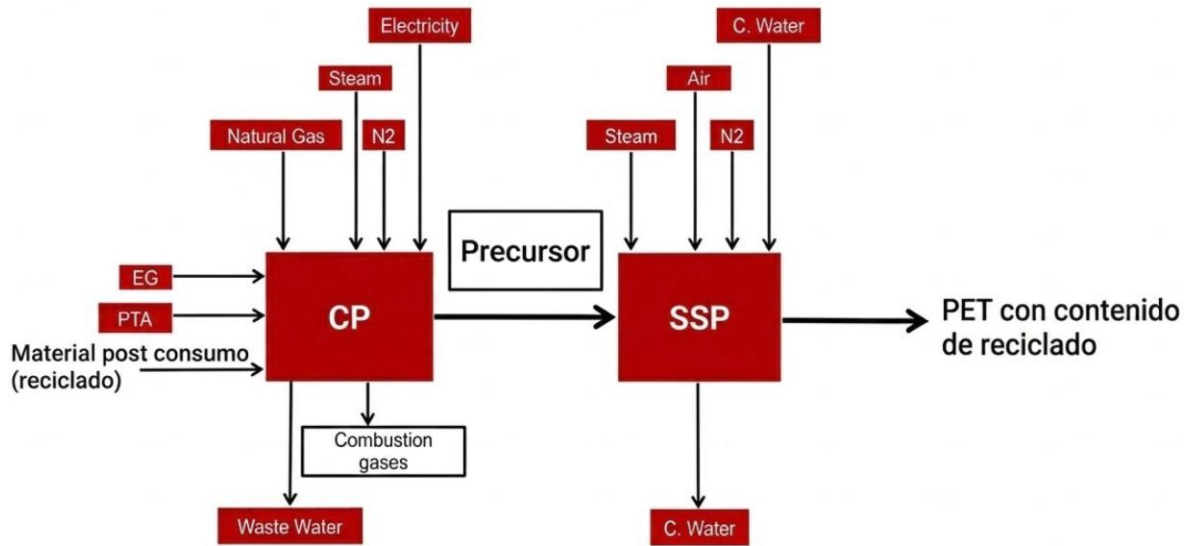 Electricity
C. Water
Steam
Air
Natural Gas
N2
Steam
N2
Precursor
EG
CP
SSP
PTA
PET con contenido
de reciclado
Material post consumo
(reciclado)
Combustion
gases
Waste Water
C. Water